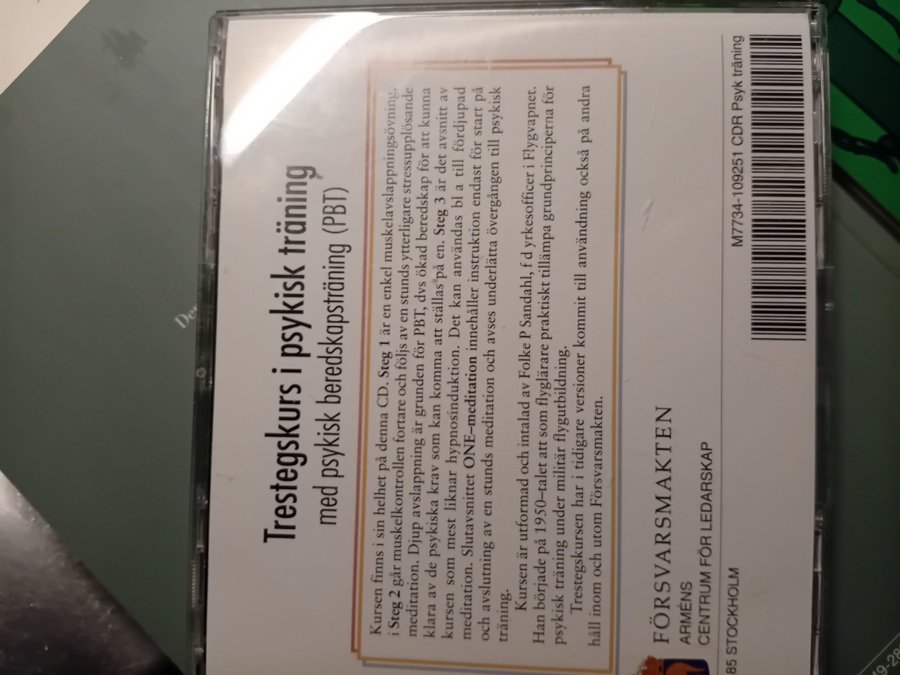 Trestegskurs i psykisk träning
med psykisk beredskapsträning (PBT)
Kursen finns i sin helhet på denna CD. Steg 1 är en enkel muskelavslappningsövning,
i Steg 2 går muskelkontrollen fortare och följs av en stunds ytterligare stressupplösande
meditation. Djup avslappning är grunden för PBT, dvs ökad beredskap för att kunna
klara av de psykiska krav som kan komma att ställas på en. Steg 3 är det avsnitt av
kursen som mest liknar hypnosinduktion. Det kan användas bl a till fördjupad
meditation. Slutavsnittet ONE–meditation innehåller instruktion endast för start på
och avslutning av en stunds meditation och avses underlätta övergången till psykisk
träning.
Kursen är utformad och intalad av Folke P Sandahl, f d yrkesofficer i Flygvapnet.
Han började på 1950–talet att som flyglärare praktiskt tillämpa grundprinciperna för
psykisk träning under militär flygutbildning.
Trestegskursen har i tidigare versioner kommit till användning också på andra
håll inom och utom Försvarsmakten.
FÖRSVARSMAKTEN
ARMÉNS
CENTRUM FÖR LEDARSKAP
85 STOCKHOLM
M7734-109251 CDR Psyk träning